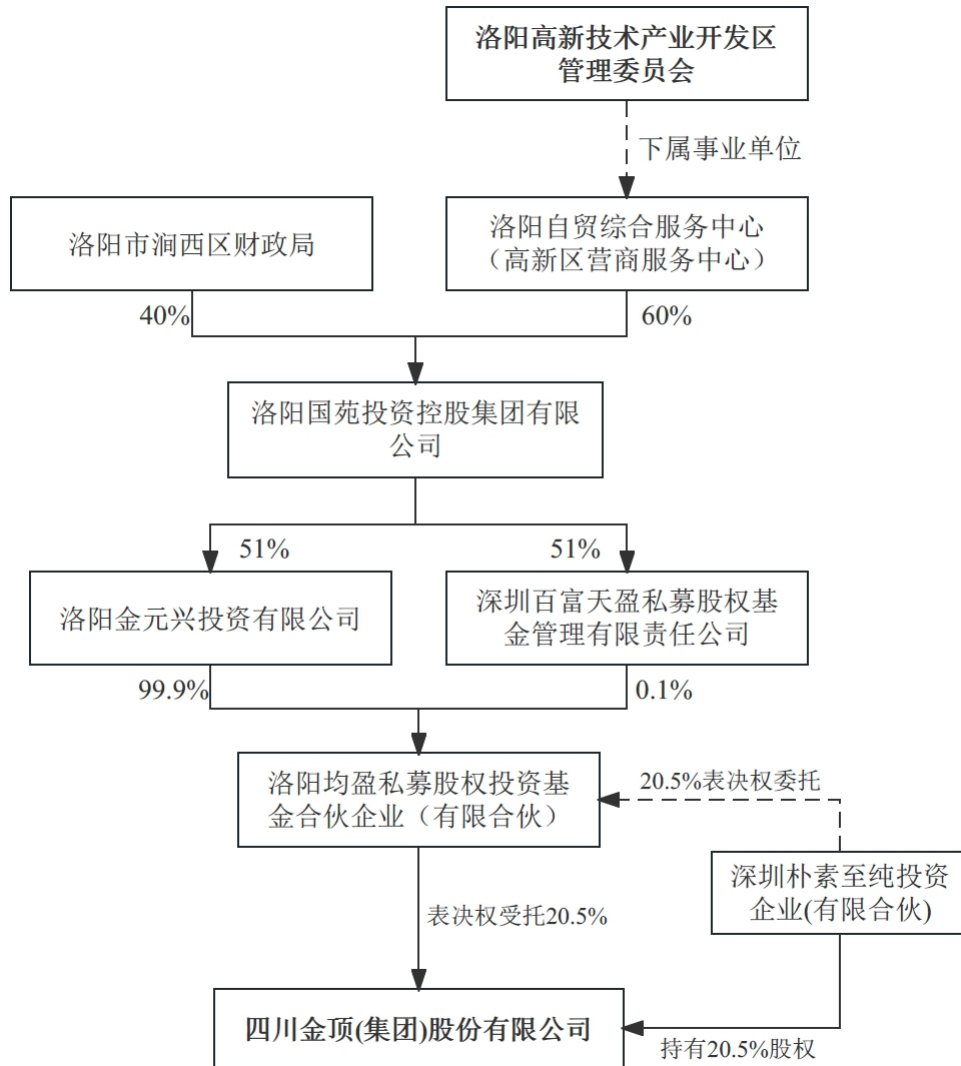 洛阳高新技术产业开发区
管理委员会
下属事业单位
洛阳市涧西区财政局
洛阳自贸综合服务中心
（高新区营商服务中心）
40%
60%
洛阳国苑投资控股集团有限
公司
51%
51%
洛阳金元兴投资有限公司
深圳百富天盈私募股权基
金管理有限责任公司
99.9%
0.1%
洛阳均盈私募股权投资基
金合伙企业（有限合伙）
20.5%表决权委托
深圳朴素至纯投资
企业(有限合伙)
表决权受托20.5%
四川金顶(集团)股份有限公司
持有20.5%股权